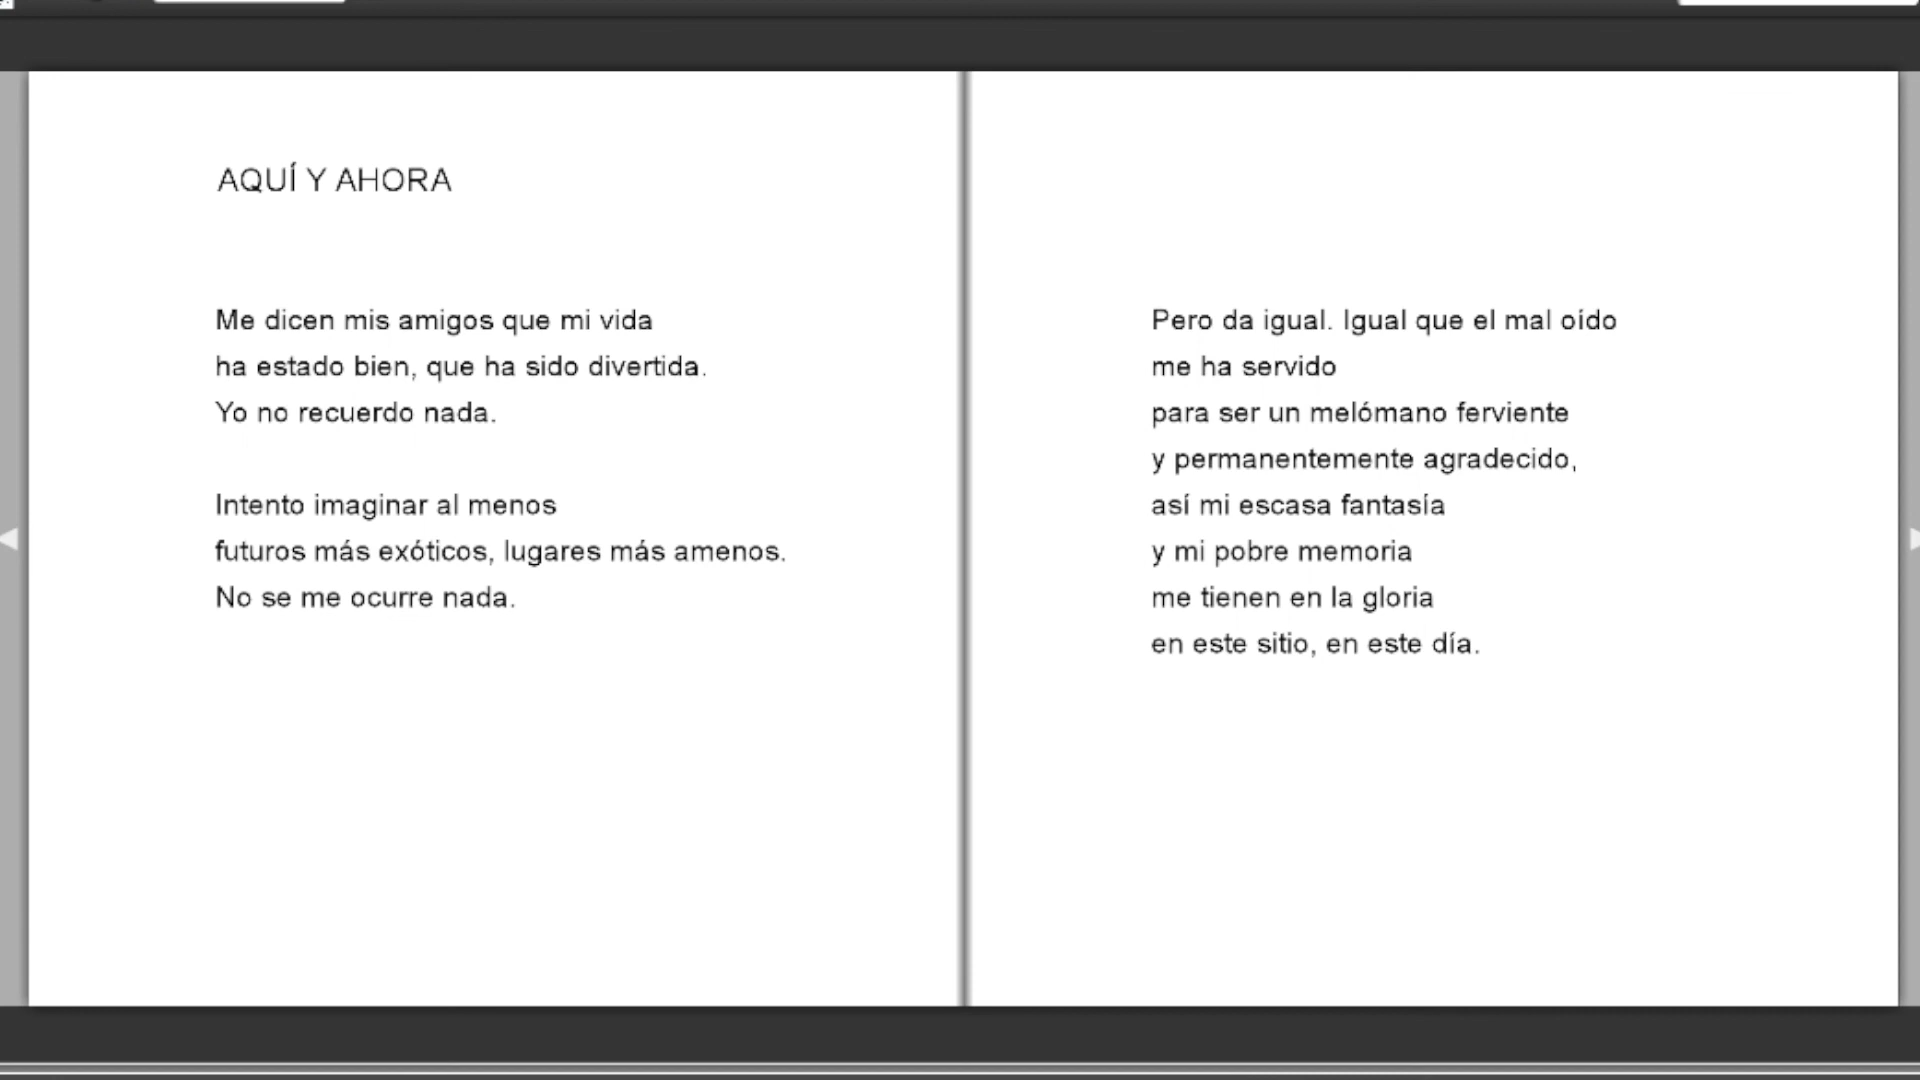 AQUÍ Y AHORA
Me dicen mis amigos que mi vida
ha estado bien, que ha sido divertida.
Yo no recuerdo nada.
Intento imaginar al menos
futuros más exóticos, lugares más amenos.
No se me ocurre nada.
Pero da igual. Igual que el mal oído
me ha servido
para ser un melómano ferviente
y permanentemente agradecido,
así mi escasa fantasía
y mi pobre memoria
me tienen en la gloria
en este sitio, en este día.